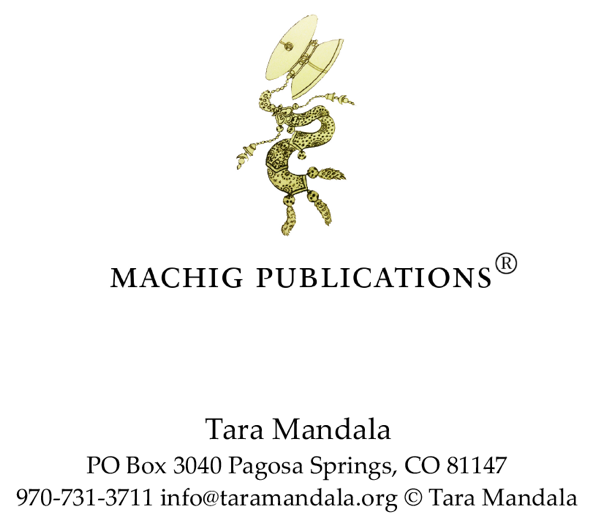 MACHIG PUBLICATIONS®
Tara Mandala
PO Box 3040 Pagosa Springs, CO 81147
970-731-3711 info@taramandala.org © Tara Mandala